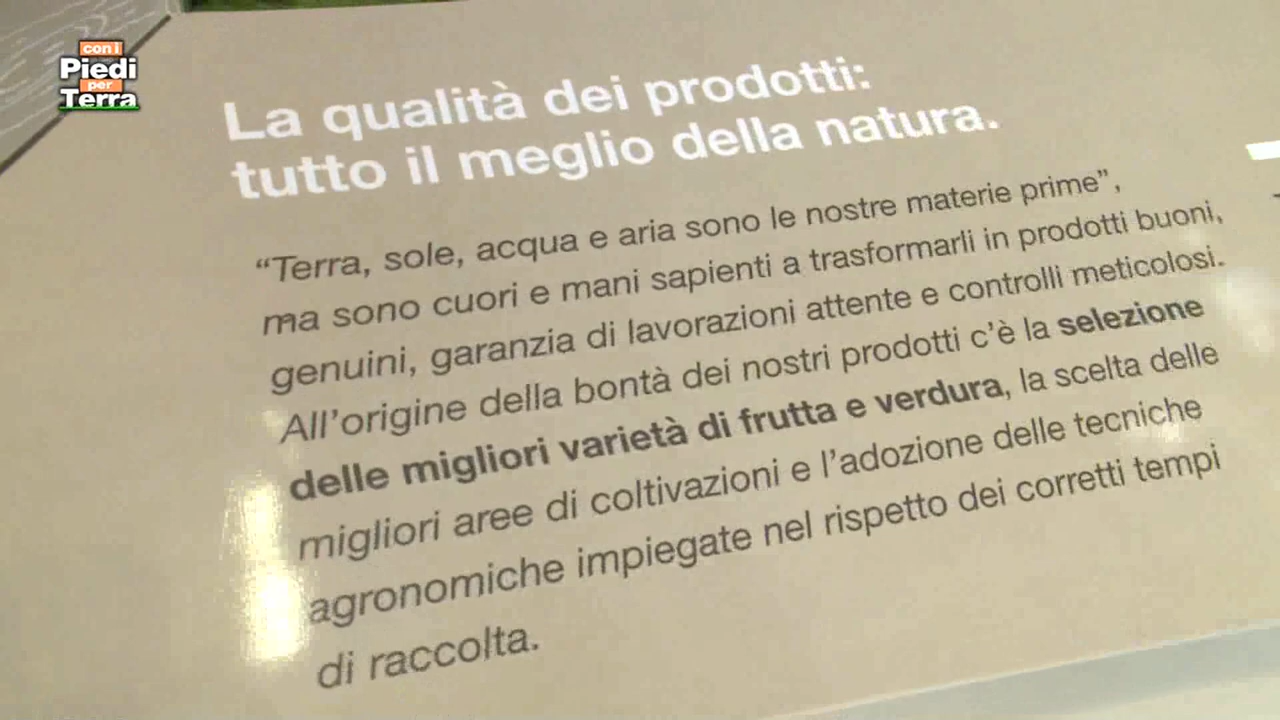 con i
Piedi
per
Terra
La qualità dei prodotti:
tutto il meglio della natura.
“Terra, sole, acqua e aria sono le nostre materie prime”,
ma sono cuori e mani sapienti a trasformarli in prodotti buoni,
genuini, garanzia di lavorazioni attente e controlli meticolosi.
All’origine della bontà dei nostri prodotti c’è la selezione
delle migliori varietà di frutta e verdura, la scelta delle
migliori aree di coltivazioni e l’adozione delle tecniche
agronomiche impiegate nel rispetto dei corretti tempi
di raccolta.